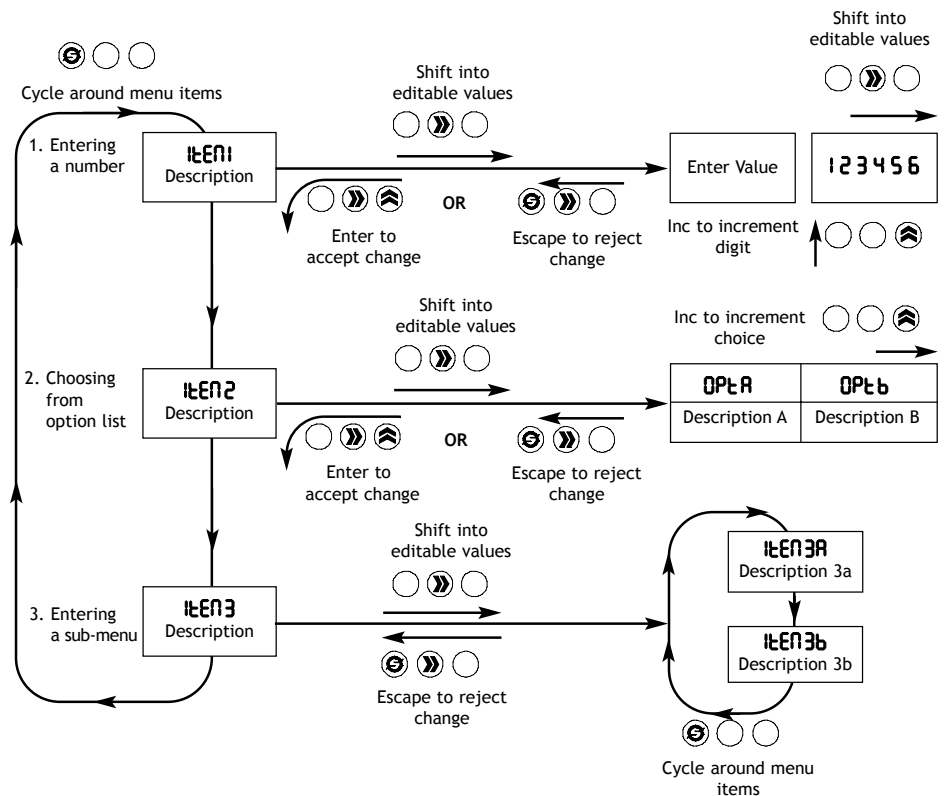 Cycle around menu items
1. Entering
a number
ItEM1
Description
Shift into
editable values
Enter to
accept change
OR
Escape to reject
change
Enter Value
Shift into
editable values
123456
Inc to increment
digit
2. Choosing
from
option list
ItEM2
Description
Shift into
editable values
Enter to
accept change
OR
Escape to reject
change
Inc to increment
choice
OPtA
Description A
OPtb
Description B
3. Entering
a sub-menu
ItEM3
Description
Shift into
editable values
Escape to reject
change
ItEM3A
Description 3a
ItEM3b
Description 3b
Cycle around menu
items